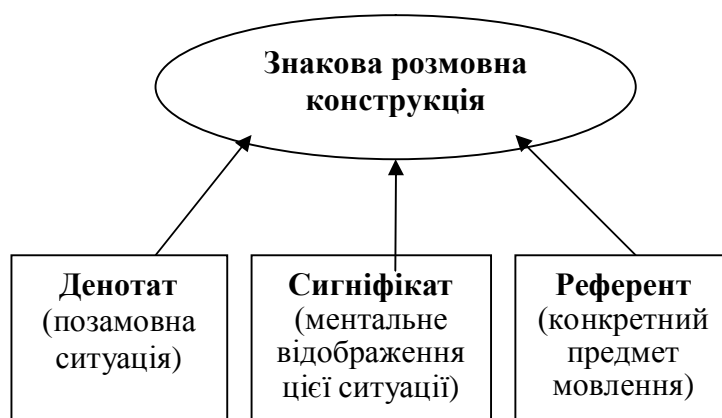 Знакова розмовна
конструкція
Денотат
(позамовна
ситуація)
Сигніфікат
(ментальне
відображення
цієї ситуації)
Референт
(конкретний
предмет
мовлення)